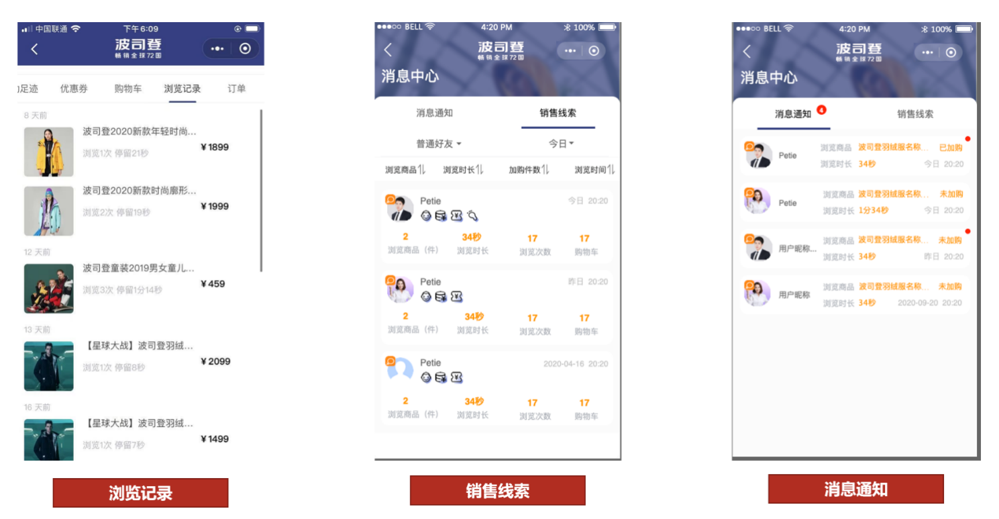 中国联通
下午6:09
波司登
畅销全球72国
足迹
优惠券
购物车
浏览记录
订单
8 天前
波司登2020新款年轻时尚...
浏览1次 停留21秒
¥1899
波司登2020新款时尚廓形...
浏览2次 停留19秒
¥1999
12 天前
波司登童装2019男女童儿...
浏览3次 停留1分14秒
¥459
13 天前
【星球大战】波司登羽绒...
浏览1次 停留8秒
¥2099
16 天前
【星球大战】波司登羽绒...
浏览1次 停留7秒
¥1499
浏览记录
BELL
4:20 PM
100%
波司登
畅销全球72国
消息中心
消息通知
销售线索
普通好友
今日
浏览商品
浏览时长
加购件数
浏览时间
Petie
今日 20:20
2
34秒
17
17
浏览商品（件）
浏览时长
浏览次数
购物车
Petie
昨日 20:20
2
34秒
17
17
浏览商品（件）
浏览时长
浏览次数
购物车
Petie
2020-04-16 20:20
2
34秒
17
17
浏览商品（件）
浏览时长
浏览次数
购物车
销售线索
BELL
4:20 PM
100%
波司登
畅销全球72国
消息中心
消息通知
4
销售线索
Petie
浏览商品 波司登羽绒服名称... 已加购
浏览时长 34秒 今日 20:20
Petie
浏览商品 波司登羽绒服名称... 未加购
浏览时长 1分34秒 今日 20:20
用户昵称...
浏览商品 波司登羽绒服名称... 未加购
浏览时长 34秒 昨日 20:20
用户昵称
浏览商品 波司登羽绒服名称... 未加购
浏览时长 34秒 2020-09-20 20:20
消息通知